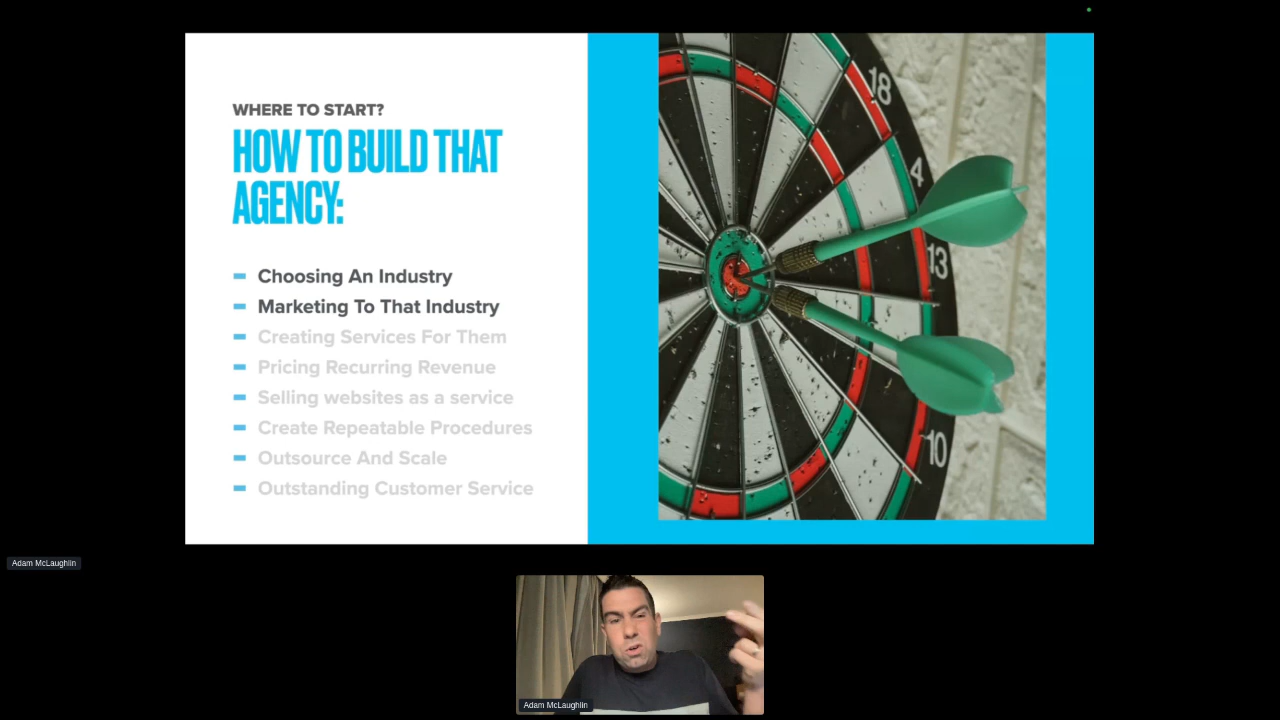 WHERE TO START?
HOW TO BUILD THAT
AGENCY:
Choosing An Industry
Marketing To That Industry
Creating Services For Them
Pricing Recurring Revenue
Selling websites as a service
Create Repeatable Procedures
Outsource And Scale
Outstanding Customer Service
18
4
13
10
Adam McLaughlin
Adam McLaughlin